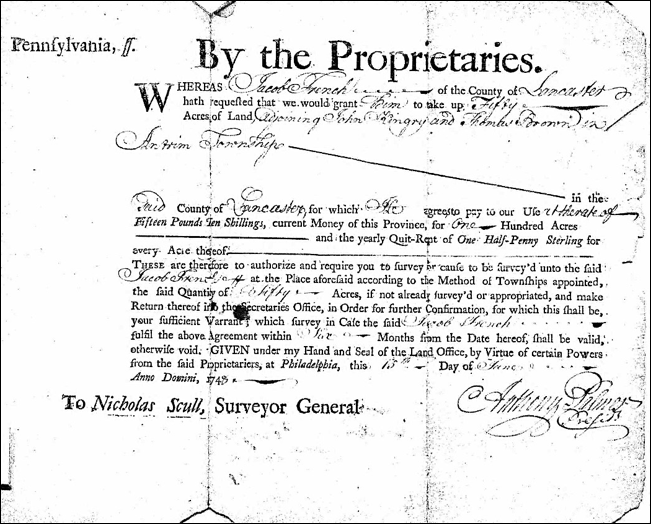 Pennsylvania, ss.
By the Proprietaries.
WHEREAS Jacob French of the County of Lancaster
hath requested that we would grant Him to take up Fifty
Acres of Land Adjoining John and Thomas Brown in
Antrim Township
in the
said County of Lancaster, for which He agrees to pay to our Use at the rate of
Fifteen Pounds Ten Shillings, current Money of this Province, for One Hundred Acres
and the yearly Quit-Rent of One Half-Penny Sterling for
every Acre thereof.
THESE are therefore to authorize and require you to survey or cause to be survey'd unto the said
Jacob French at the Place aforesaid according to the Method of Townships appointed,
the said Quantity of Fifty Acres, if not already survey'd or appropriated, and make
Return thereof into the Secretaries Office, in Order for further Confirmation, for which this shall be,
your sufficient Warrant; which survey in Case the said Jacob French
fulfil the above Agreement within Six Months from the Date hereof, shall be valid,
otherwise void. GIVEN under my Hand and Seal of the Land Office, by Virtue of certain Powers
from the said Proprietaries, at Philadelphia, this 15th Day of June
Anno Domini, 1748
To Nicholas Scull, Surveyor General
Anthony Palmer
Presidt